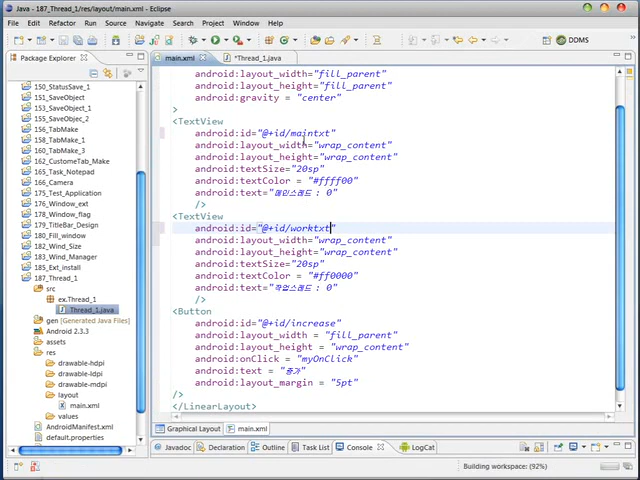 Java - 187_Thread_1/res/layout/main.xml - Eclipse
File Edit Refactor Run Source Navigate Search Project Window Help
DDMS
Package Explorer
main.xml
*Thread_1.java
150_StatusSave_1
151_SaveObject
153_SaveObject_1
155_SaveObjec_2
156_TabMake
158_TabMake_1
160_TabMake_3
162_CustomeTab_Make
165_Task_Notepad
166_Camera
175_Test_Application
176_Window_ext
178_Window_flag
179_TitleBar_Design
180_Fill_window
182_Wind_Size
183_Wind_Manager
185_Ext_install
187_Thread_1
src
ex.Thread_1
Thread_1.java
gen [Generated Java Files]
Android 2.3.3
assets
res
drawable-hdpi
drawable-ldpi
drawable-mdpi
layout
main.xml
values
AndroidManifest.xml
default.properties
android:layout_width="fill_parent"
android:layout_height="fill_parent"
android:gravity = "center"
>
<TextView
android:id="@+id/maintxt"
android:layout_width="wrap_content"
android:layout_height="wrap_content"
android:textSize="20sp"
android:textColor = "#ffff00"
android:text="메인스레드 : 0"
/>
<TextView
android:id="@+id/worktxt"
android:layout_width="wrap_content"
android:layout_height="wrap_content"
android:textSize="20sp"
android:textColor = "#ff0000"
android:text="작업스레드 : 0"
/>
<Button
android:id="@+id/increase"
android:layout_width = "fill_parent"
android:layout_height = "wrap_content"
android:onClick = "myOnClick"
android:text = "증가"
android:layout_margin = "5pt"
/>
</LinearLayout>
Graphical Layout
main.xml
Javadoc
Declaration
Outline
Task List
Console
LogCat
Building workspace: (92%)